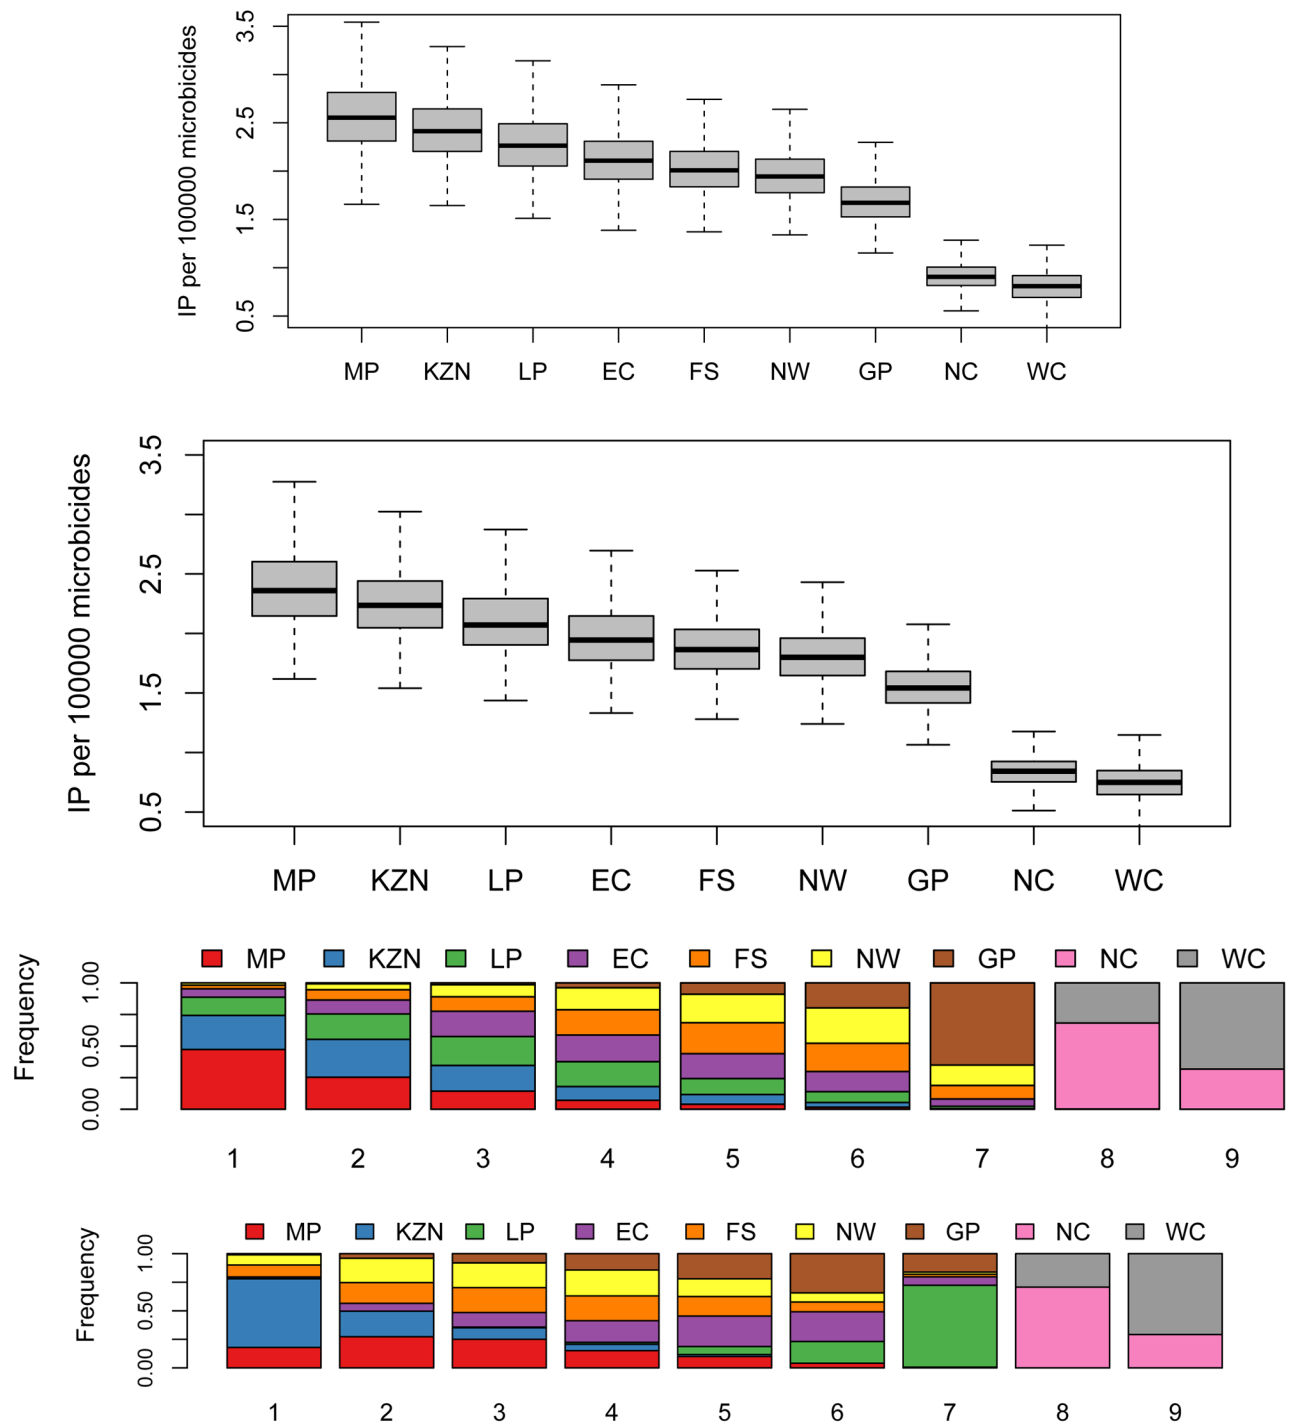 IP per 100000 microbicides
3.5
2.5
1.5
0.5
MP KZN LP EC FS NW GP NC WC
IP per 100000 microbicides
3.5
2.5
1.5
0.5
MP KZN LP EC FS NW GP NC WC
MP KZN LP EC FS NW GP NC WC
Frequency
1.00
0.50
0.00
1 2 3 4 5 6 7 8 9
MP KZN LP EC FS NW GP NC WC
Frequency
1.00
0.50
0.00
1 2 3 4 5 6 7 8 9